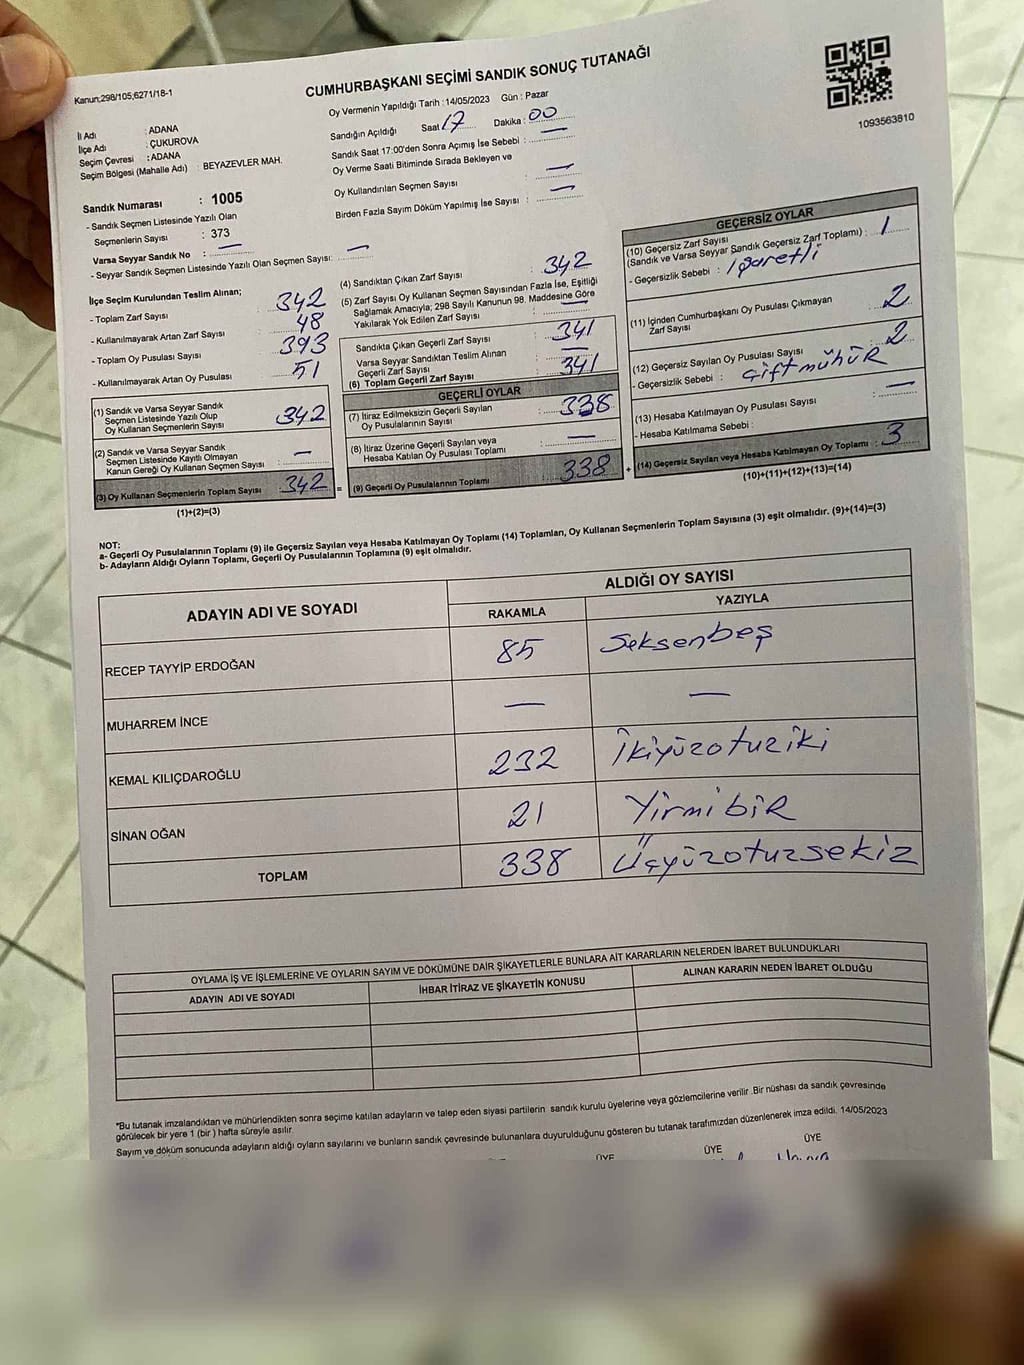 Kanun;298/105;6271/18-1
CUMHURBAŞKANI SEÇİMİ SANDIK SONUÇ TUTANAĞI
Oy Vermenin Yapıldığı Tarih : 14/05/2023 Gün : Pazar
1093563810
İl Adı : ADANA
İlçe Adı : ÇUKUROVA
Seçim Çevresi : ADANA
Seçim Bölgesi (Mahalle Adı) : BEYAZEVLER MAH.
Sandığın Açıldığı Saat 17 Dakika : 00
Sandık Saat 17:00'den Sonra Açımış İse Sebebi : —
Oy Verme Saati Bitiminde Sırada Bekleyen ve
Oy Kullandırılan Seçmen Sayısı : —
Birden Fazla Sayım Döküm Yapılmış İse Sayısı : —
Sandık Numarası : 1005
- Sandık Seçmen Listesinde Yazılı Olan
Seçmenlerin Sayısı : 373
Varsa Seyyar Sandık No : —
- Seyyar Sandık Seçmen Listesinde Yazılı Olan Seçmen Sayısı: —
İlçe Seçim Kurulundan Teslim Alınan;
- Toplam Zarf Sayısı 342
- Kullanılmayarak Artan Zarf Sayısı 48
- Toplam Oy Pusulası Sayısı 393
- Kullanılmayarak Artan Oy Pusulası 51
(1) Sandık ve Varsa Seyyar Sandık
Seçmen Listesinde Yazılı Olup
Oy Kullanan Seçmenlerin Sayısı : 342
(2) Sandık ve Varsa Seyyar Sandık
Seçmen Listesinde Kayıtlı Olmayan
Kanun Gereği Oy Kullanan Seçmen Sayısı : —
(3) Oy Kullanan Seçmenlerin Toplam Sayısı : 342
(1)+(2)=(3)
(4) Sandıktan Çıkan Zarf Sayısı : 342
(5) Zarf Sayısı Oy Kullanan Seçmen Sayısından Fazla İse, Eşitliği
Sağlamak Amacıyla; 298 Sayılı Kanunun 98. Maddesine Göre
Yakılarak Yok Edilen Zarf Sayısı :
Sandıkta Çıkan Geçerli Zarf Sayısı : 341
Varsa Seyyar Sandıktan Teslim Alınan
Geçerli Zarf Sayısı : —
(6) Toplam Geçerli Zarf Sayısı : 341
=
GEÇERLİ OYLAR
(7) İtiraz Edilmeksizin Geçerli Sayılan
Oy Pusulalarının Sayısı : 338
(8) İtiraz Üzerine Geçerli Sayılan veya
Hesaba Katılan Oy Pusulası Toplamı : —
(9) Geçerli Oy Pusulalarının Toplamı : 338
+
GEÇERSİZ OYLAR
(10) Geçersiz Zarf Sayısı
(Sandık ve Varsa Seyyar Sandık Geçersiz Zarf Toplamı) : 1
- Geçersizlik Sebebi : işaretli
(11) İçinden Cumhurbaşkanı Oy Pusulası Çıkmayan
Zarf Sayısı : 2
(12) Geçersiz Sayılan Oy Pusulası Sayısı : 2
- Geçersizlik Sebebi : çift mühür
(13) Hesaba Katılmayan Oy Pusulası Sayısı : —
- Hesaba Katılmama Sebebi :
(14) Geçersiz Sayılan veya Hesaba Katılmayan Oy Toplamı : 3
(10)+(11)+(12)+(13)=(14)
NOT:
a- Geçerli Oy Pusulalarının Toplamı (9) ile Geçersiz Sayılan veya Hesaba Katılmayan Oy Toplamı (14) Toplamları, Oy Kullanan Seçmenlerin Toplam Sayısına (3) eşit olmalıdır. (9)+(14)=(3)
b- Adayların Aldığı Oyların Toplamı, Geçerli Oy Pusulalarının Toplamına (9) eşit olmalıdır.
ADAYIN ADI VE SOYADI ALDIĞI OY SAYISI
RAKAMLA YAZIYLA
RECEP TAYYİP ERDOĞAN 85 Seksenbeş
MUHARREM İNCE — —
KEMAL KILIÇDAROĞLU 232 İkiyüzotuziki
SİNAN OĞAN 21 Yirmibir
TOPLAM 338 Üçyüzotuzsekiz
OYLAMA İŞ VE İŞLEMLERİNE VE OYLARIN SAYIM VE DÖKÜMÜNE DAİR ŞİKAYETLERLE BUNLARA AİT KARARLARIN NELERDEN İBARET BULUNDUKLARI
ADAYIN ADI VE SOYADI İHBAR İTİRAZ VE ŞİKAYETİN KONUSU ALINAN KARARIN NEDEN İBARET OLDUĞU
*Bu tutanak imzalandıktan ve mühürlendikten sonra seçime katılan adayların ve talep eden siyasi partilerin sandık kurulu üyelerine veya gözlemcilerine verilir .Bir nüshası da sandık çevresinde
görülecek bir yere 1 (bir ) hafta süreyle asılır.
Sayım ve döküm sonucunda adayların aldığı oyların sayılarını ve bunların sandık çevresinde bulunanlara duyurulduğunu gösteren bu tutanak tarafımızdan düzenlenerek imza edildi. 14/05/2023
ÜYE ÜYE ÜYE